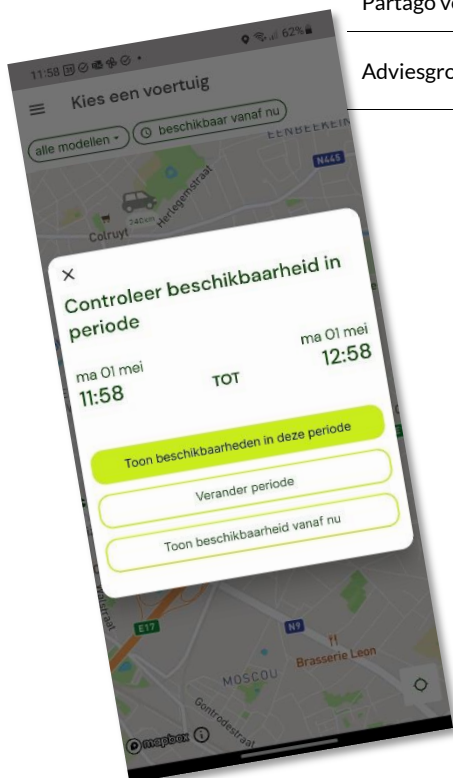 Partago vo
Adviesgro
11:58
62%
Kies een voertuig
alle modellen
beschikbaar vanaf nu
EENBEEKEIN
N445
Herlegemstraat
240km
Colruyt
Controleer beschikbaarheid in
periode
ma 01 mei
11:58
TOT
ma 01 mei
12:58
Toon beschikbaarheden in deze periode
Verander periode
Toon beschikbaarheid vanaf nu
E17
N9
Brasserie Leon
MOSCOU
Gontrodestraat
mapbox